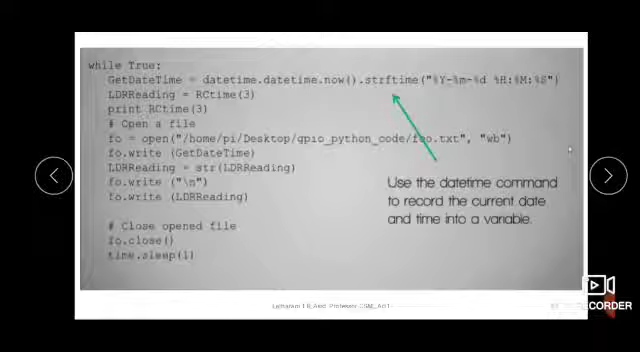 while True:
GetDateTime = datetime.datetime.now().strftime("%Y-%m-%d %H:%M:%S")
LDRReading = RCtime(3)
print RCtime(3)
# Open a file
fo = open("/home/pi/Desktop/gpio_python_code/foo.txt", "wb")
fo.write (GetDateTime)
LDRReading = str(LDRReading)
fo.write ("\n")
fo.write (LDRReading)
# Close opened file
fo.close()
time.sleep(1)
Use the datetime command
to record the current date
and time into a variable.
Professor
RECORDER